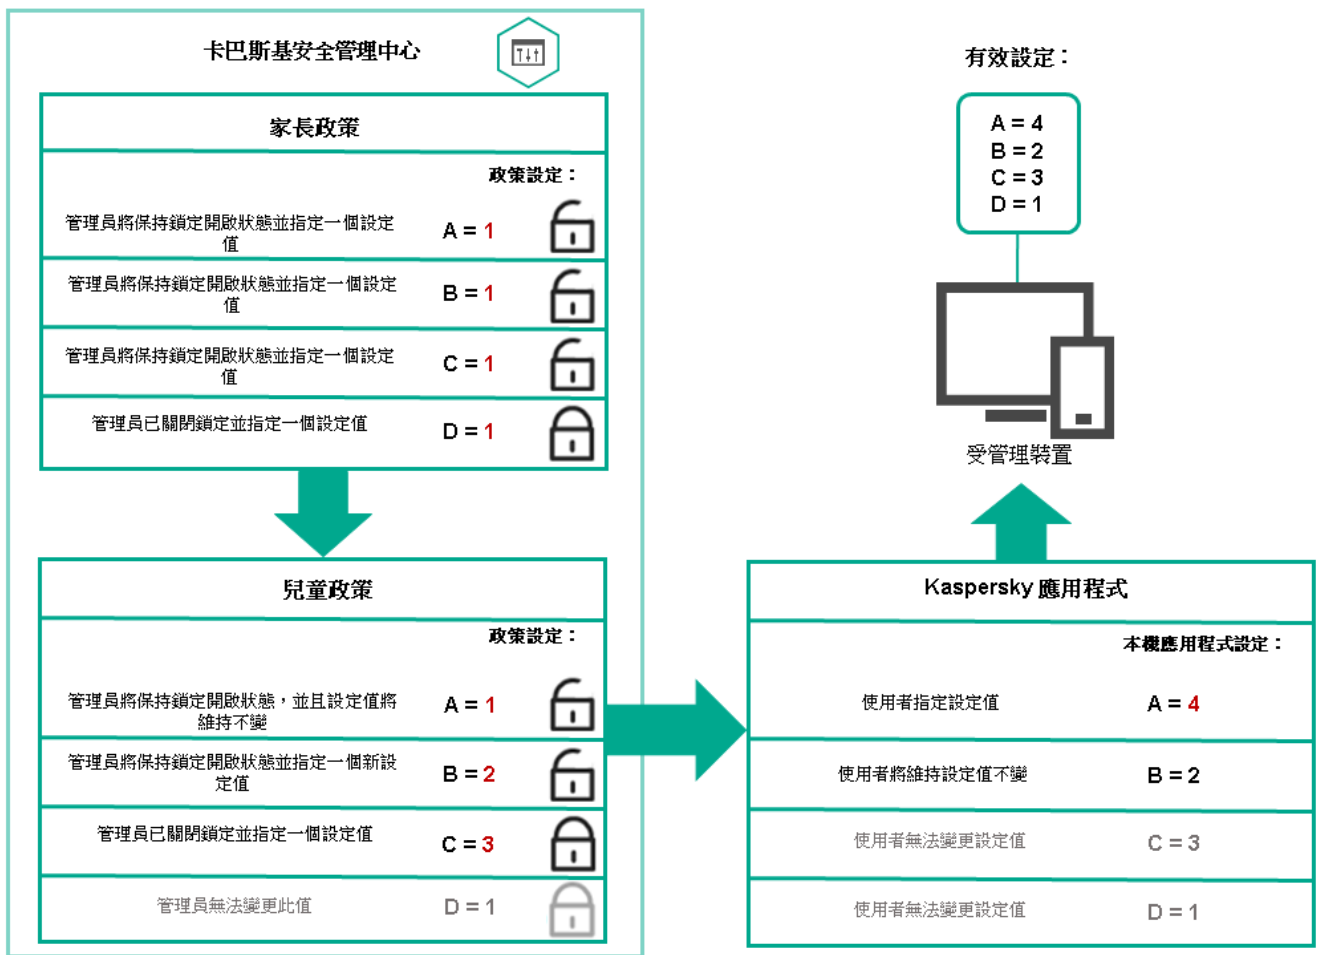 卡巴斯基安全管理中心
家長政策
政策設定：
管理員將保持鎖定開啟狀態並指定一個設定
值
A = 1
管理員將保持鎖定開啟狀態並指定一個設定
值
B = 1
管理員將保持鎖定開啟狀態並指定一個設定
值
C = 1
管理員已關閉鎖定並指定一個設定值
D = 1
兒童政策
政策設定：
管理員將保持鎖定開啟狀態，並且設定值將
維持不變
A = 1
管理員將保持鎖定開啟狀態並指定一個新設
定值
B = 2
管理員已關閉鎖定並指定一個設定值
C = 3
管理員無法變更此值
D = 1
有效設定：
A = 4
B = 2
C = 3
D = 1
受管理裝置
Kaspersky 應用程式
本機應用程式設定：
使用者指定設定值
A = 4
使用者將維持設定值不變
B = 2
使用者無法變更設定值
C = 3
使用者無法變更設定值
D = 1